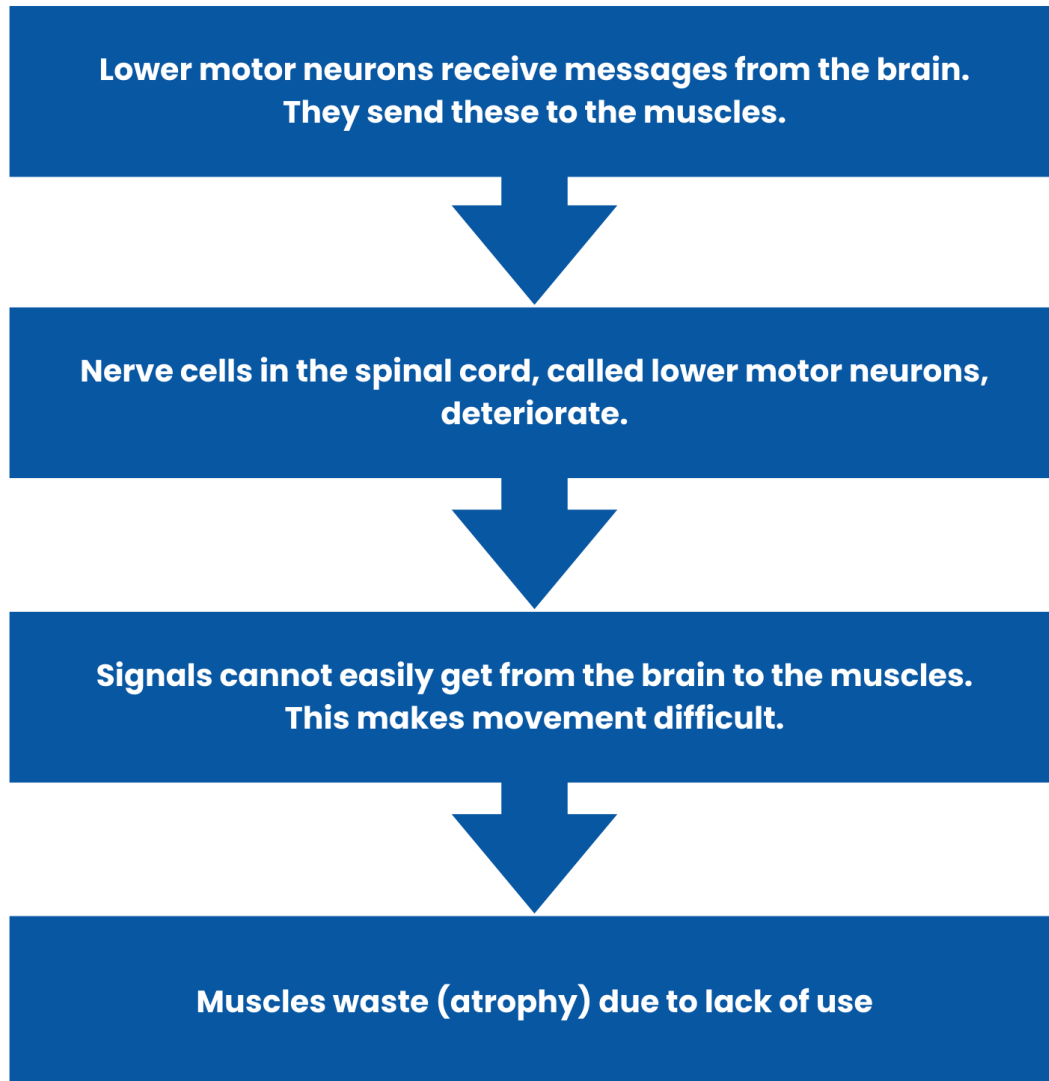 Lower motor neurons receive messages from the brain.
They send these to the muscles.
Nerve cells in the spinal cord, called lower motor neurons,
deteriorate.
Signals cannot easily get from the brain to the muscles.
This makes movement difficult.
Muscles waste (atrophy) due to lack of use